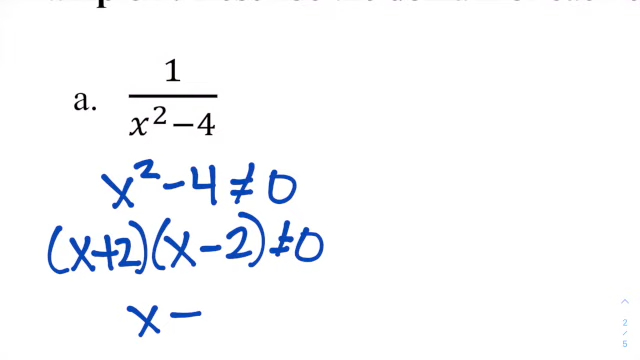 a. 1 / x² − 4
x² − 4 ≠ 0
(x+2)(x−2) ≠ 0
x −
2
/
5